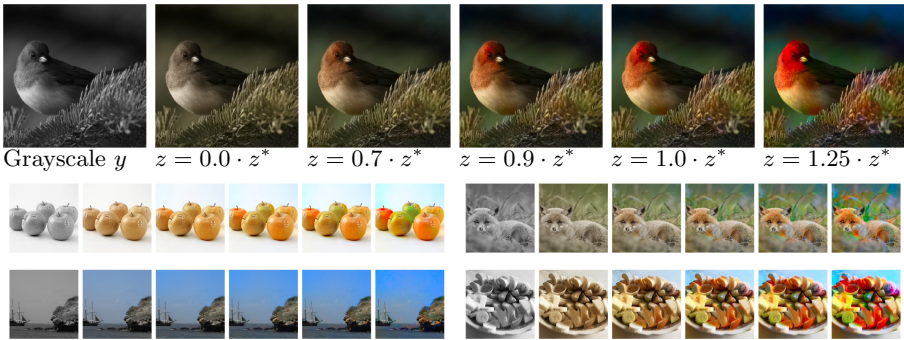 Grayscale y z = 0.0 · z* z = 0.7 · z* z = 0.9 · z* z = 1.0 · z* z = 1.25 · z*